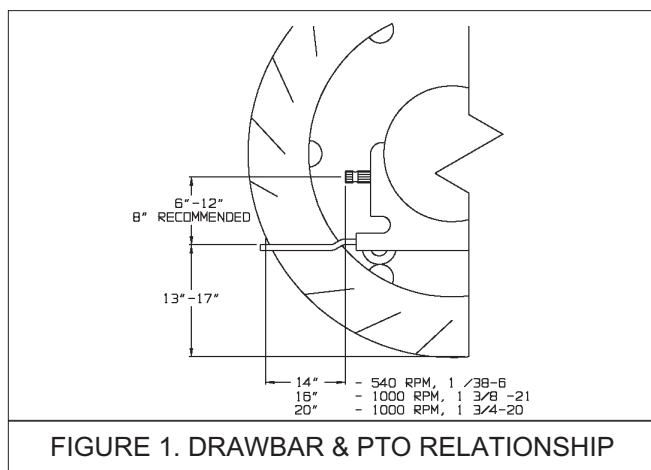 6"-12"
8" RECOMMENDED
13"-17"
14" - 540 RPM, 1 /38-6
16" - 1000 RPM, 1 3/8 -21
20" - 1000 RPM, 1 3/4-20
FIGURE 1. DRAWBAR & PTO RELATIONSHIP